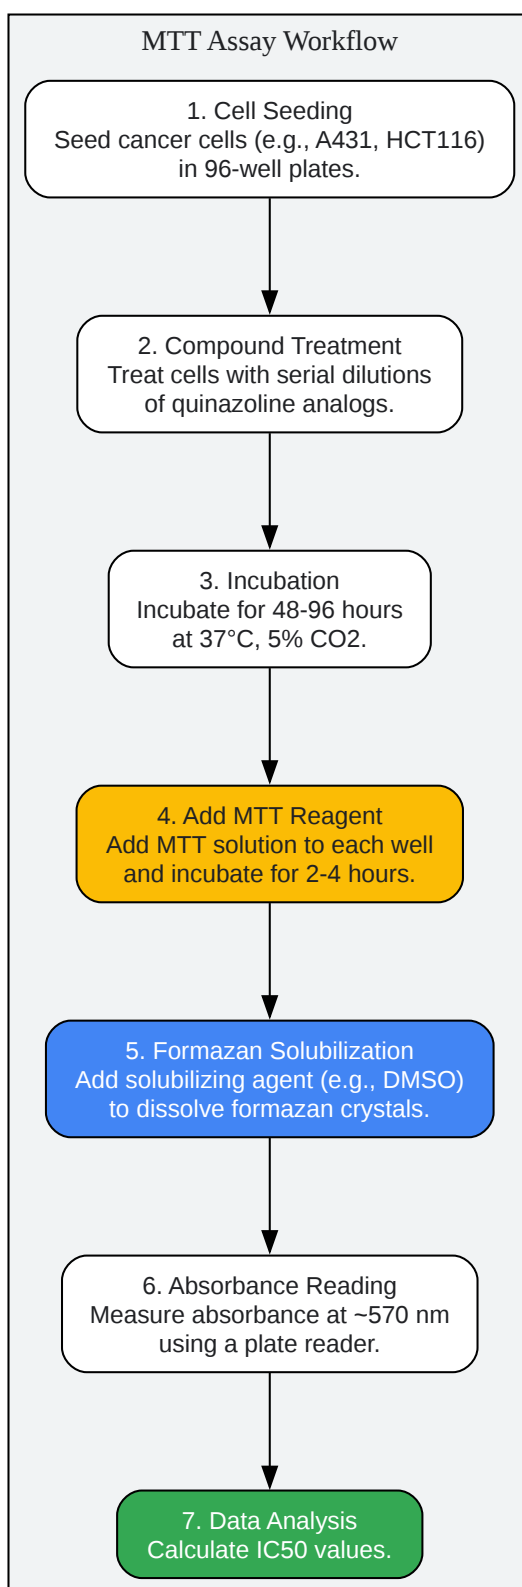 MTT Assay Workflow
1. Cell Seeding
Seed cancer cells (e.g., A431, HCT116)
in 96-well plates.
2. Compound Treatment
Treat cells with serial dilutions
of quinazoline analogs.
3. Incubation
Incubate for 48-96 hours
at 37°C, 5% CO2.
4. Add MTT Reagent
Add MTT solution to each well
and incubate for 2-4 hours.
5. Formazan Solubilization
Add solubilizing agent (e.g., DMSO)
to dissolve formazan crystals.
6. Absorbance Reading
Measure absorbance at ~570 nm
using a plate reader.
7. Data Analysis
Calculate IC50 values.